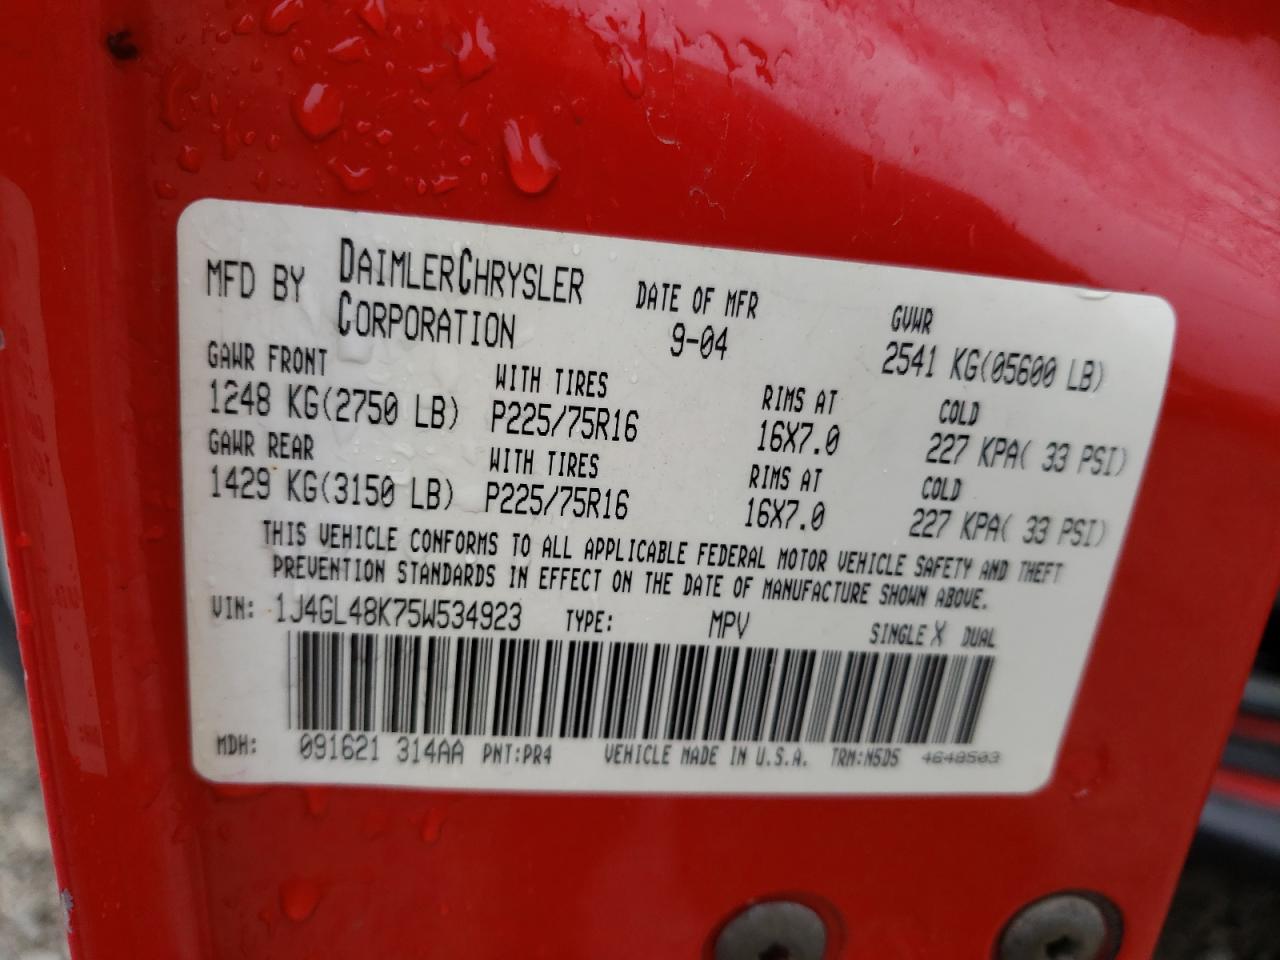 MFD BY DAIMLERCHRYSLER CORPORATION DATE OF MFR 9-04 GVWR 2541 KG(05600 LB)
GAWR FRONT WITH TIRES RIMS AT COLD
1248 KG(2750 LB) P225/75R16 16X7.0 227 KPA( 33 PSI)
GAWR REAR WITH TIRES RIMS AT COLD
1429 KG(3150 LB) P225/75R16 16X7.0 227 KPA( 33 PSI)
THIS VEHICLE CONFORMS TO ALL APPLICABLE FEDERAL MOTOR VEHICLE SAFETY AND THEFT
PREVENTION STANDARDS IN EFFECT ON THE DATE OF MANUFACTURE SHOWN ABOVE.
VIN: 1J4GL48K75W534923 TYPE: MPV SINGLE X DUAL
MDH: 091621 314AA PNT:PR4 VEHICLE MADE IN U.S.A. TRM:N5D5 4648503